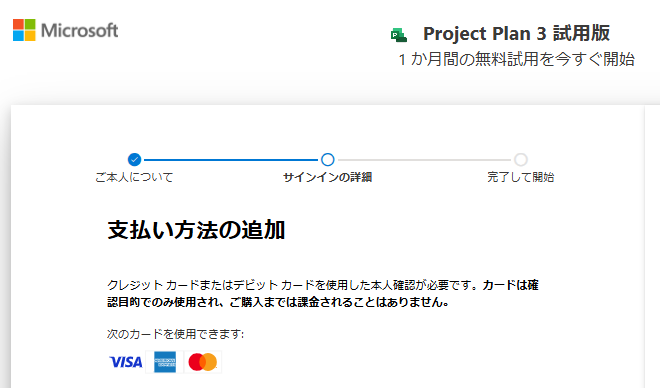 Microsoft
Project Plan 3 試用版
1 か月間の無料試用を今すぐ開始
ご本人について
サインインの詳細
完了して開始
支払い方法の追加
クレジット カードまたはデビット カードを使用した本人確認が必要です。カードは確
認目的でのみ使用され、ご購入までは課金されることはありません。
次のカードを使用できます:
VISA